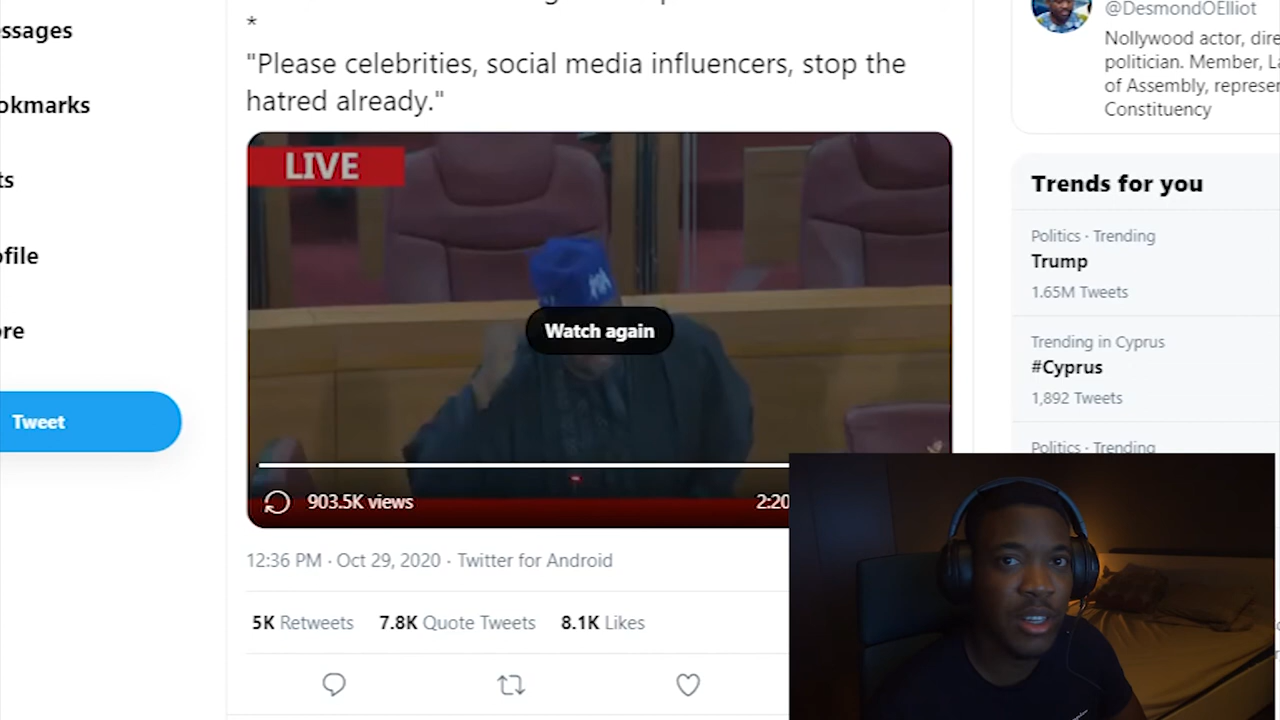 *
"Please celebrities, social media influencers, stop the
hatred already."
LIVE
Watch again
903.5K views
2:20
12:36 PM · Oct 29, 2020 · Twitter for Android
5K Retweets 7.8K Quote Tweets 8.1K Likes
ssages
okmarks
ts
ofile
ore
Tweet
@DesmondOElliot
Nollywood actor, dire
politician. Member, La
of Assembly, represen
Constituency
Trends for you
Politics · Trending
Trump
1.65M Tweets
Trending in Cyprus
#Cyprus
1,892 Tweets
Politics · Trending